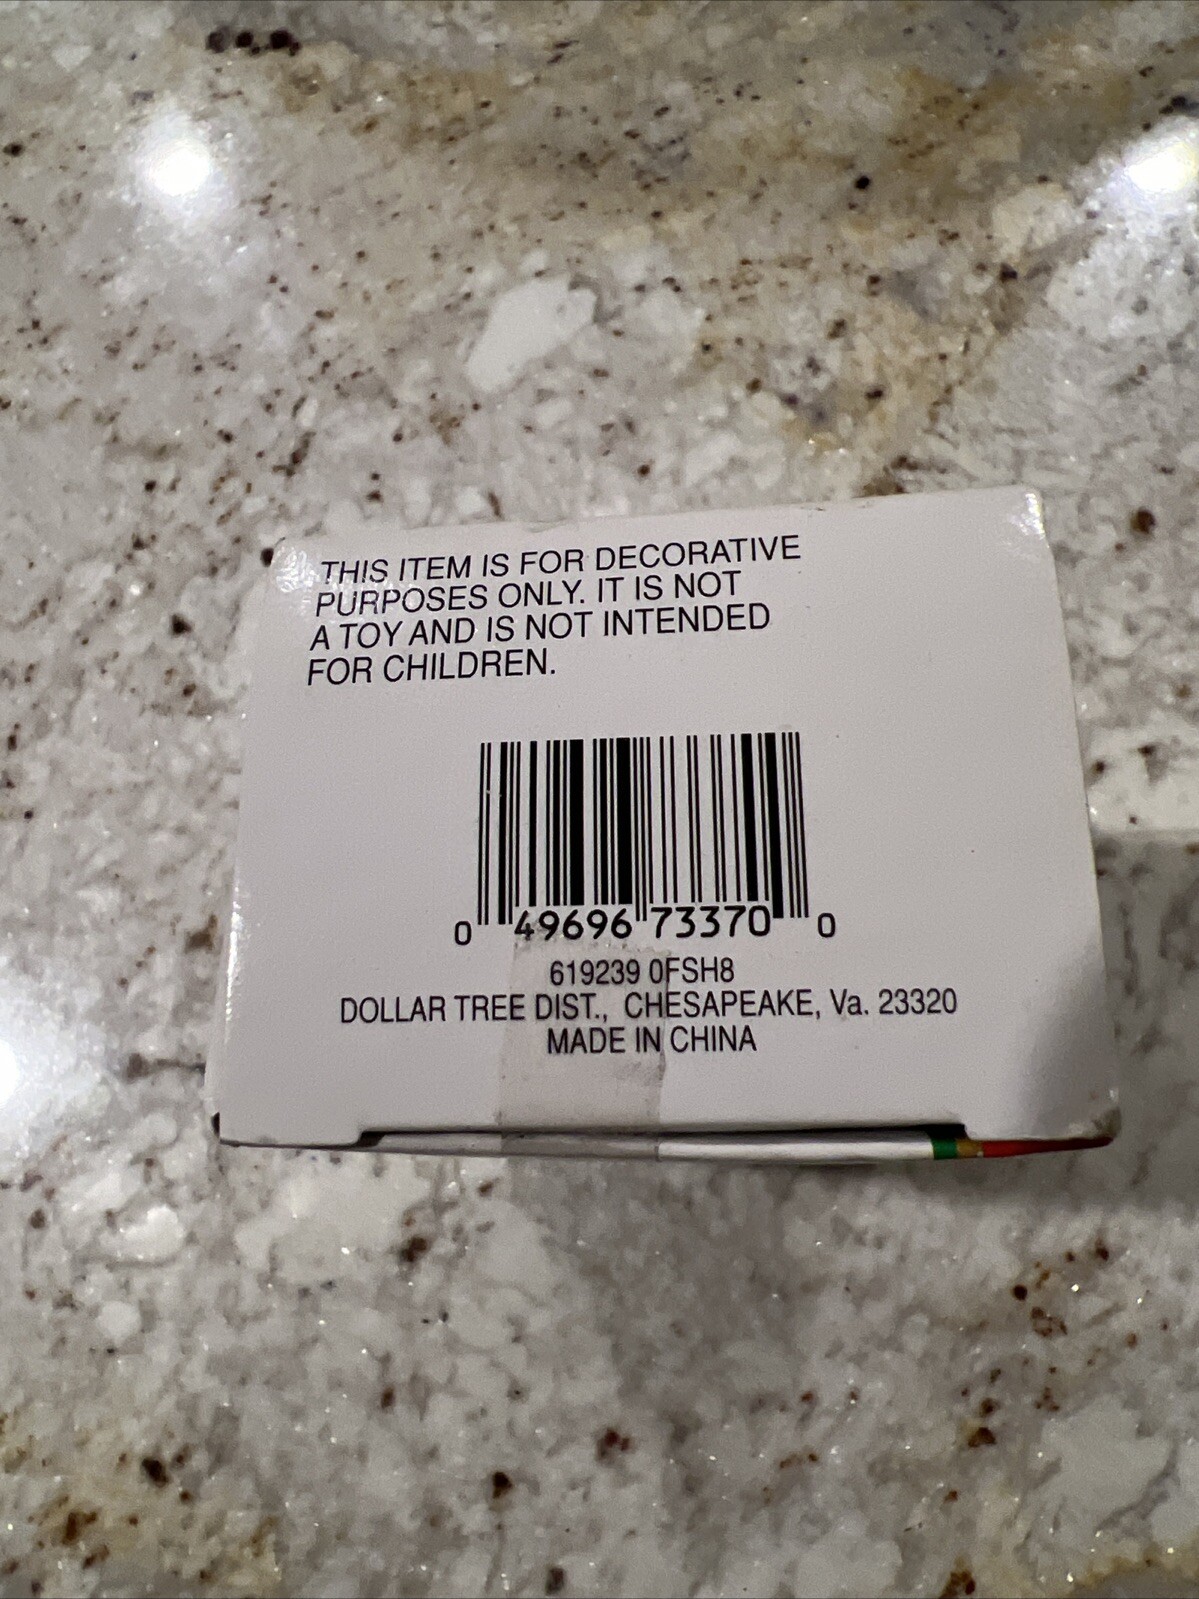 THIS ITEM IS FOR DECORATIVE
PURPOSES ONLY. IT IS NOT
A TOY AND IS NOT INTENDED
FOR CHILDREN.
0 49696 73370 0
619239 0FSH8
DOLLAR TREE DIST., CHESAPEAKE, Va. 23320
MADE IN CHINA